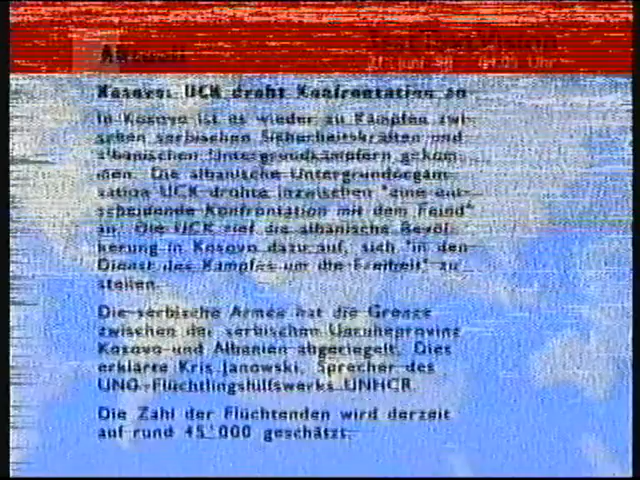 Aktuell
Kosovo: UCK droht Konfrontation an
In Kosovo ist es wieder zu Kämpfen zwi-
schen serbischen Sicherheitskräften und
albanischen Untergrundkämpfern gekom-
men. Die albanische Untergrundorgani-
sation UCK drohte inzwischen "eine ent-
scheidende Konfrontation mit dem Feind"
an. Die UCK rief die albanische Bevöl-
kerung in Kosovo dazu auf, sich "in den
Dienst des Kampfes um die Freiheit" zu
stellen.
Die serbische Armee hat die Grenze
zwischen der serbischen Unruheprovinz
Kosovo und Albanien abgeriegelt. Dies
erklärte Kris Janowski, Sprecher des
UNO-Flüchtlingshilfswerks UNHCR.
Die Zahl der Flüchtenden wird derzeit
auf rund 45'000 geschätzt.